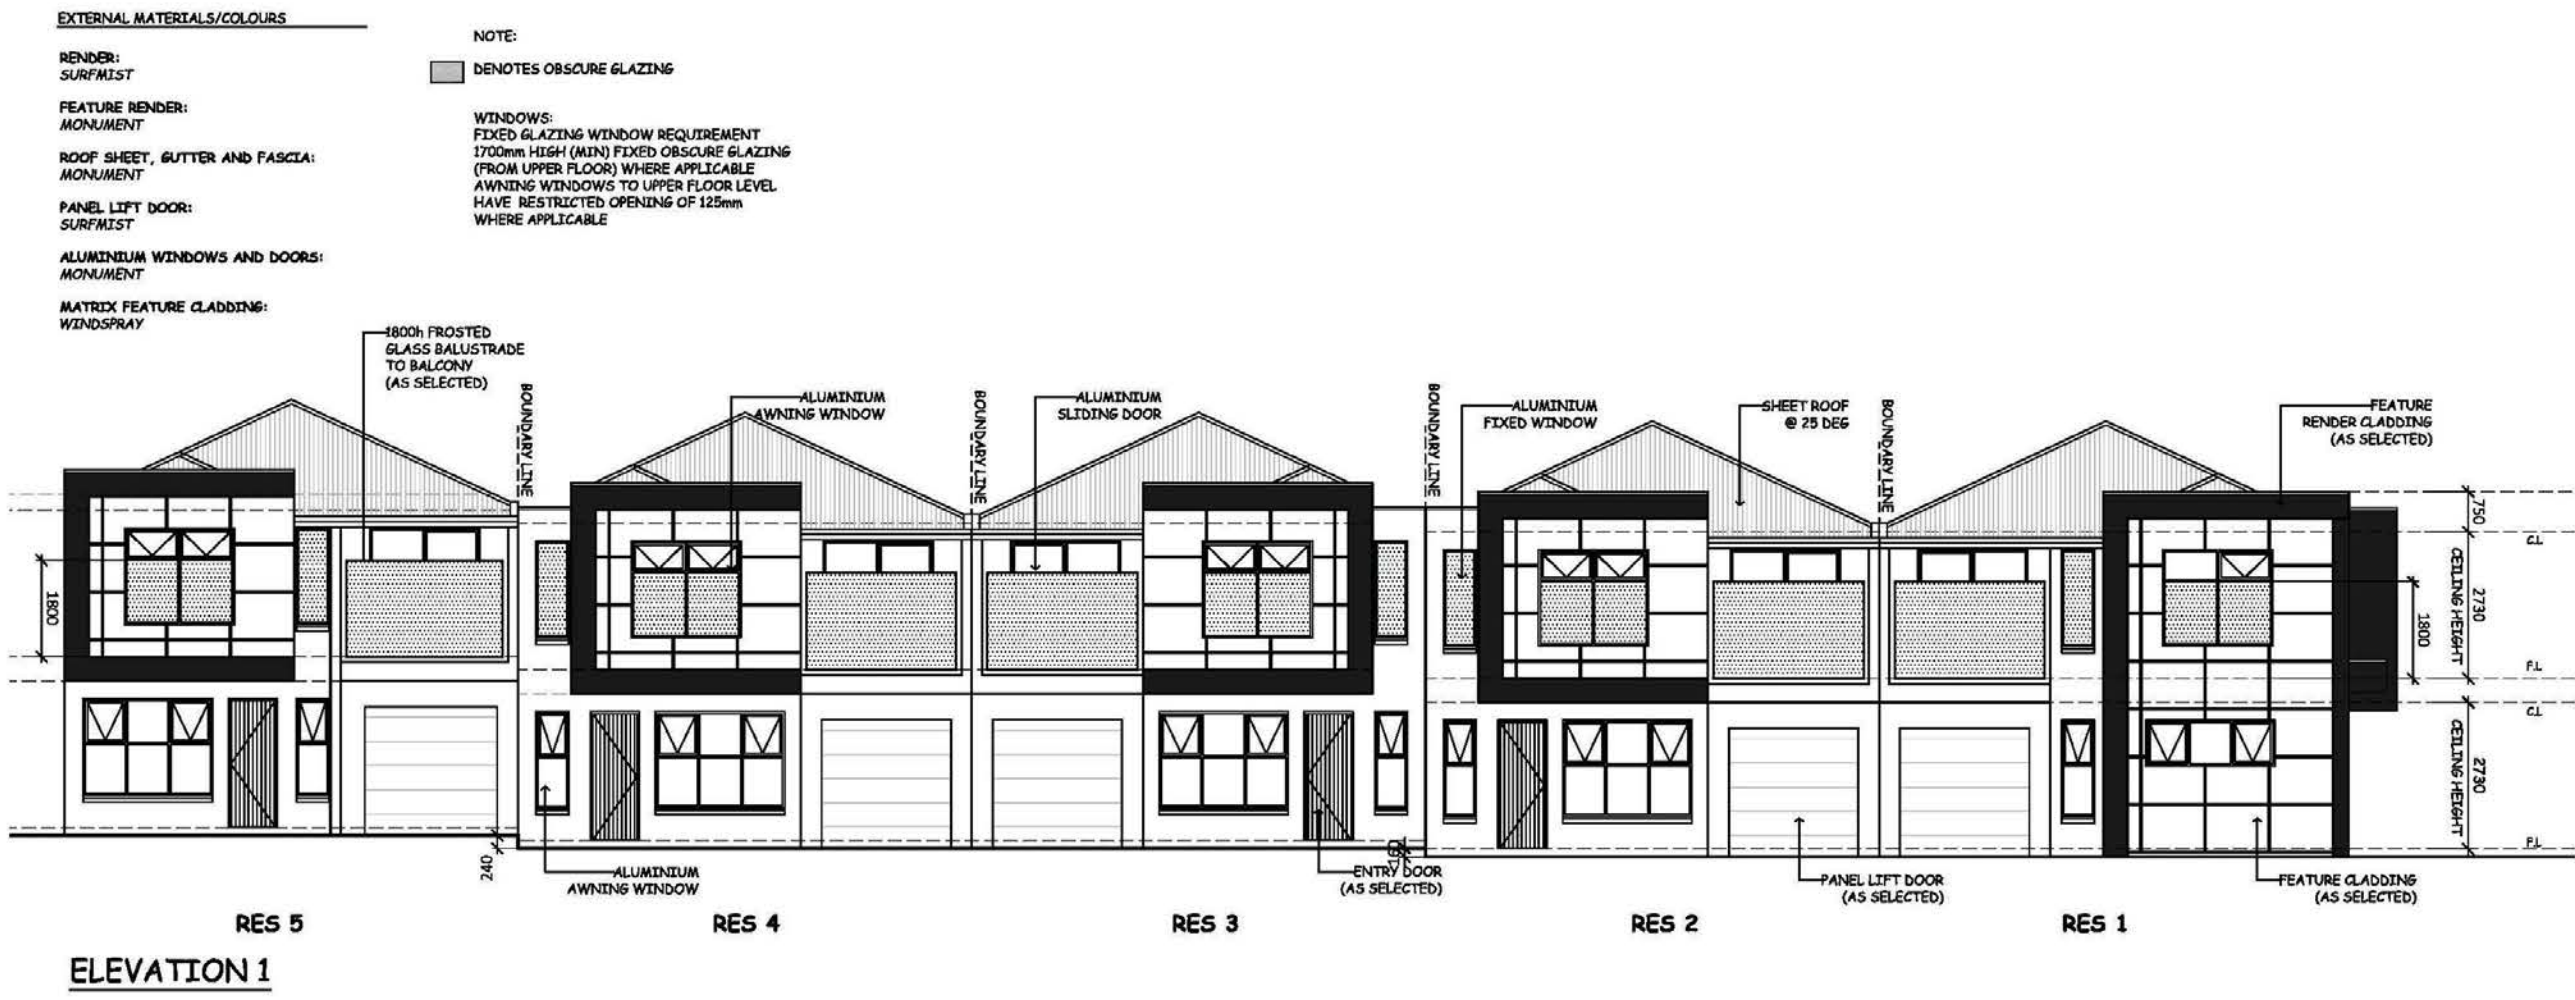 EXTERNAL MATERIALS/COLOURS
RENDER:
SURFMIST
FEATURE RENDER:
MONUMENT
ROOF SHEET, GUTTER AND FASCIA:
MONUMENT
PANEL LIFT DOOR:
SURFMIST
ALUMINIUM WINDOWS AND DOORS:
MONUMENT
MATRIX FEATURE CLADDING:
WINDSPRAY
NOTE:
DENOTES OBSCURE GLAZING
WINDOWS:
FIXED GLAZING WINDOW REQUIREMENT
1700mm HIGH (MIN) FIXED OBSCURE GLAZING
(FROM UPPER FLOOR) WHERE APPLICABLE
AWNING WINDOWS TO UPPER FLOOR LEVEL
HAVE RESTRICTED OPENING OF 125mm
WHERE APPLICABLE
1800h FROSTED
GLASS BALUSTRADE
TO BALCONY
(AS SELECTED)
BOUNDARY LINE
ALUMINIUM
AWNING WINDOW
BOUNDARY LINE
ALUMINIUM
SLIDING DOOR
BOUNDARY LINE
ALUMINIUM
FIXED WINDOW
SHEET ROOF
@ 25 DEG
BOUNDARY LINE
FEATURE
RENDER CLADDING
(AS SELECTED)
750
C.L
2730
CEILING HEIGHT
1800
F.L
C.L
2730
CEILING HEIGHT
F.L
1800
240
ALUMINIUM
AWNING WINDOW
160
ENTRY DOOR
(AS SELECTED)
PANEL LIFT DOOR
(AS SELECTED)
FEATURE CLADDING
(AS SELECTED)
RES 5
RES 4
RES 3
RES 2
RES 1
ELEVATION 1